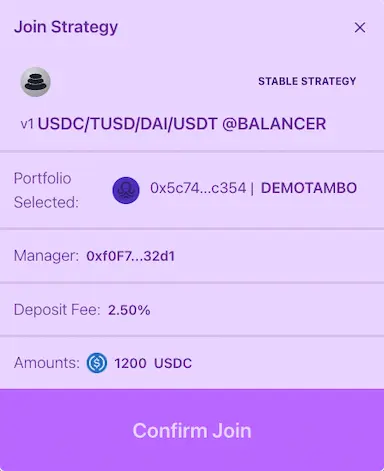 Join Strategy
STABLE STRATEGY
v1 USDC/TUSD/DAI/USDT @BALANCER
Portfolio
Selected:
0x5c74...c354 | DEMOTAMBO
Manager: 0xf0F7...32d1
Deposit Fee: 2.50%
Amounts: 1200 USDC
Confirm Join